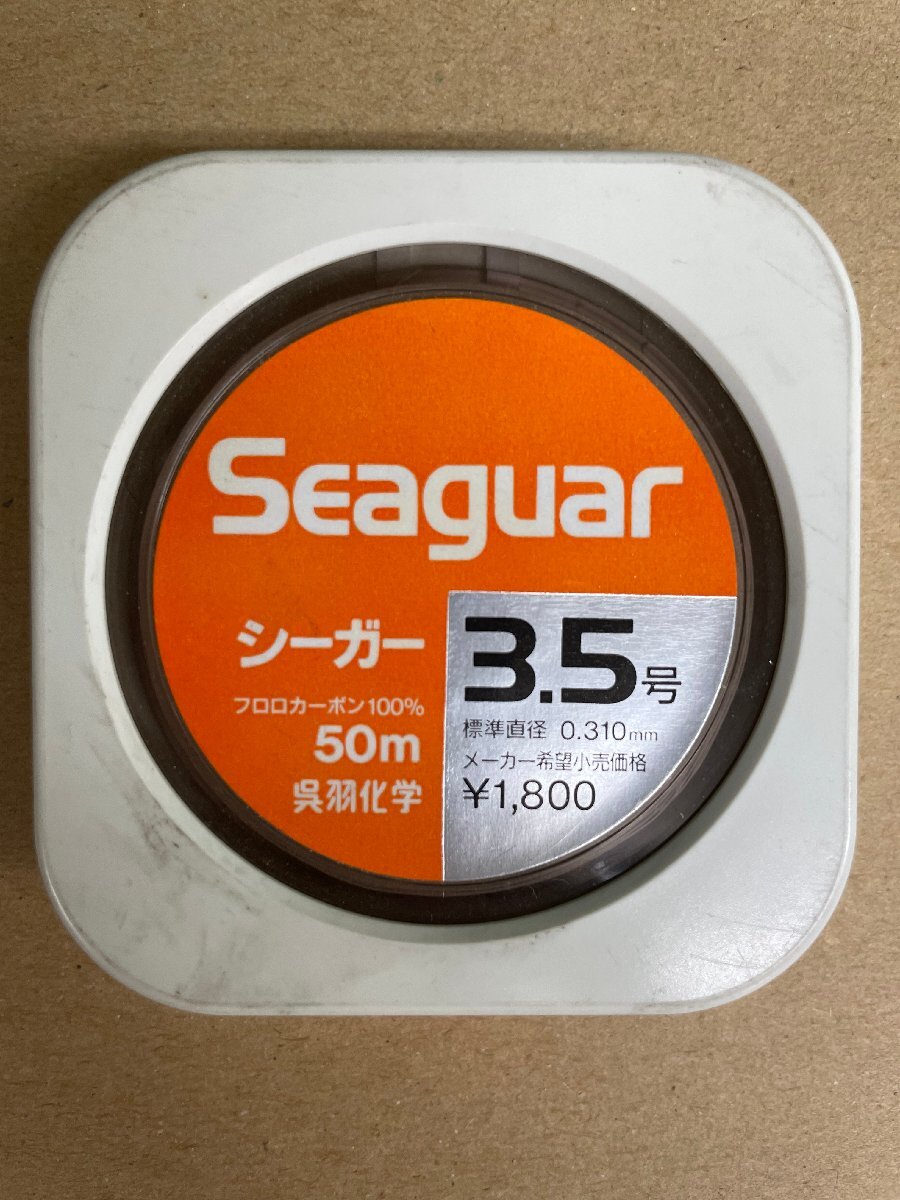 Seaguar
シーガー
フロロカーボン100%
50m
呉羽化学
3.5号
標準直径 0.310mm
メーカー希望小売価格
¥1,800